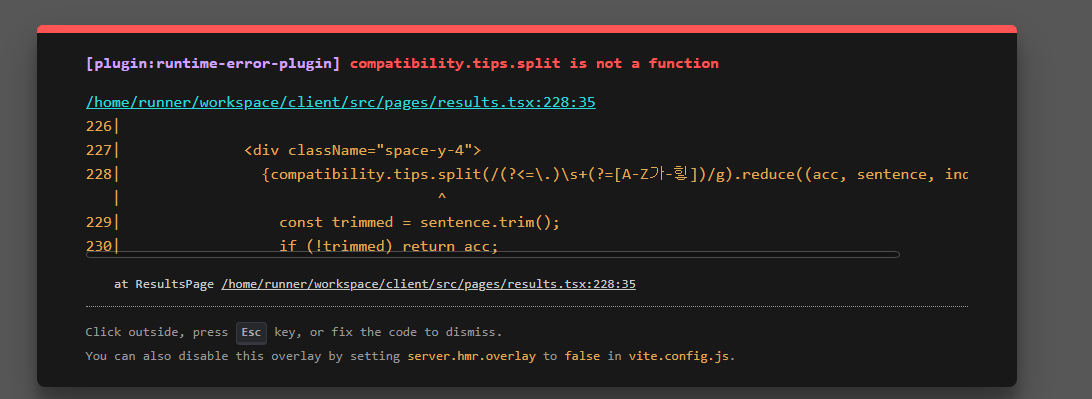 [plugin:runtime-error-plugin] compatibility.tips.split is not a function
/home/runner/workspace/client/src/pages/results.tsx:228:35
226|
227|              <div className="space-y-4">
228|                {compatibility.tips.split(/(?<=\.)\s+(?=[A-Z가-힣])/g).reduce((acc, sentence, ind
|                                    ^
229|                  const trimmed = sentence.trim();
230|                  if (!trimmed) return acc;
at ResultsPage /home/runner/workspace/client/src/pages/results.tsx:228:35
Click outside, press Esc key, or fix the code to dismiss.
You can also disable this overlay by setting server.hmr.overlay to false in vite.config.js.